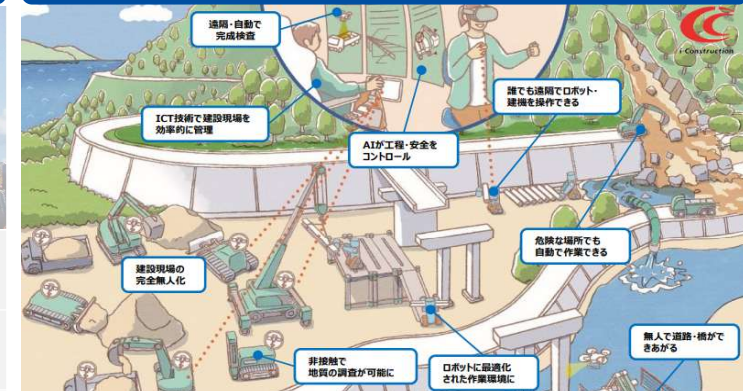 遠隔・自動で
完成検査
i-Construction
ICT技術で建設現場を
効率的に管理
AIが工程・安全を
コントロール
誰でも遠隔でロボット・
建機を操作できる
建設現場の
完全無人化
危険な場所でも
自動で作業できる
非接触で
地質の調査が可能に
ロボットに最適化
された作業環境に
無人で道路・橋がで
きあがる